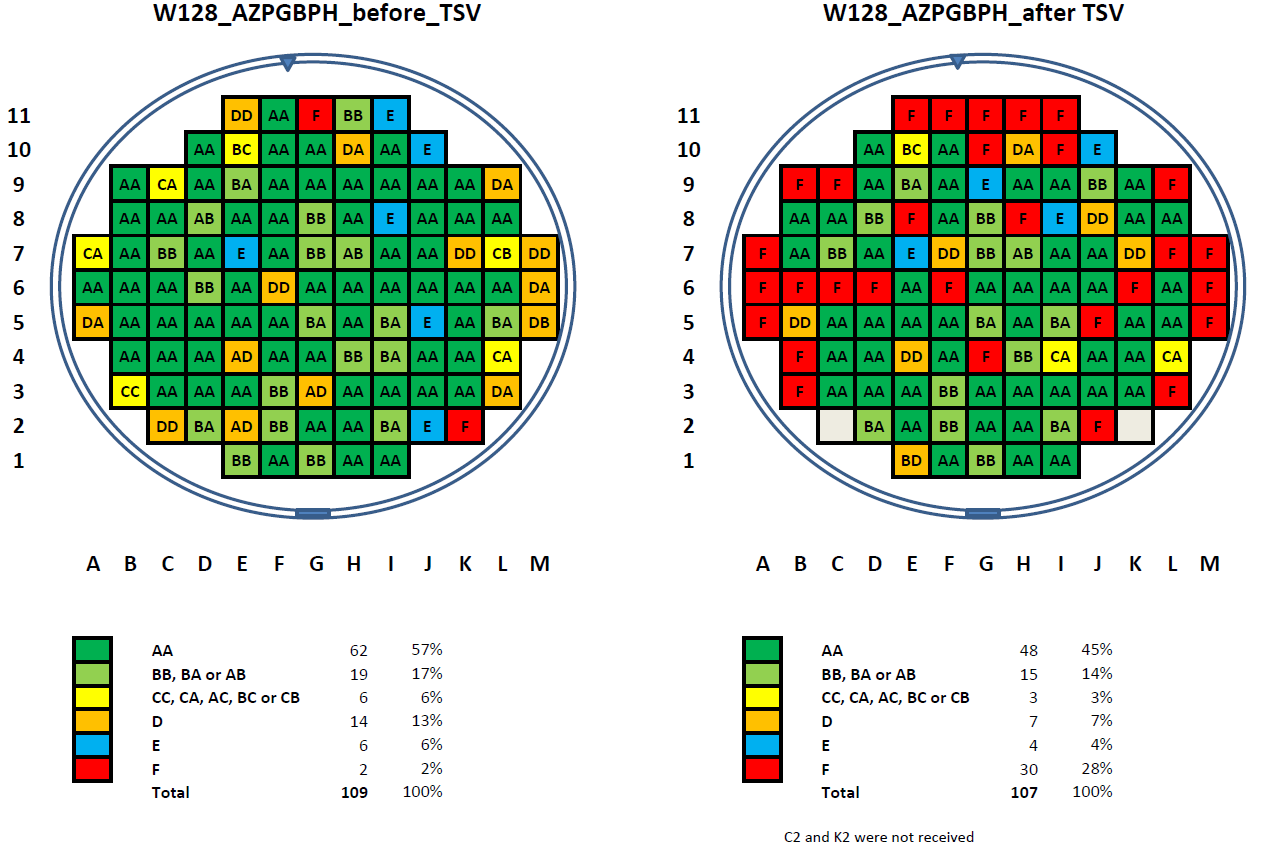 W128_AZPGBPH_before_TSV
11 DD AA F BB E
10 AA BC AA AA DA AA E
9 AA CA AA BA AA AA AA AA AA AA DA
8 AA AA AB AA AA BB AA E AA AA AA
7 CA AA BB AA E AA BB AB AA AA DD CB DD
6 AA AA AA BB AA DD AA AA AA AA AA AA DA
5 DA AA AA AA AA AA BA AA BA E AA BA DB
4 AA AA AA AD AA AA BB BA AA AA CA
3 CC AA AA AA BB AD AA AA AA AA DA
2 DD BA AD BB AA AA BA E F
1 BB AA BB AA AA
A B C D E F G H I J K L M
AA 62 57%
BB, BA or AB 19 17%
CC, CA, AC, BC or CB 6 6%
D 14 13%
E 6 6%
F 2 2%
Total 109 100%
W128_AZPGBPH_after TSV
11 F F F F F
10 AA BC AA F DA F E
9 F F AA BA AA E AA AA BB AA F
8 AA AA BB F AA BB F E DD AA AA
7 F AA BB AA E DD BB AB AA AA DD F F
6 F F F F AA F AA AA AA AA F AA F
5 F DD AA AA AA AA BA AA BA F AA AA F
4 F AA AA DD AA F BB CA AA AA CA
3 F AA AA AA BB AA AA AA AA AA F
2 BA AA BB AA AA BA F
1 BD AA BB AA AA
A B C D E F G H I J K L M
AA 48 45%
BB, BA or AB 15 14%
CC, CA, AC, BC or CB 3 3%
D 7 7%
E 4 4%
F 30 28%
Total 107 100%
C2 and K2 were not received